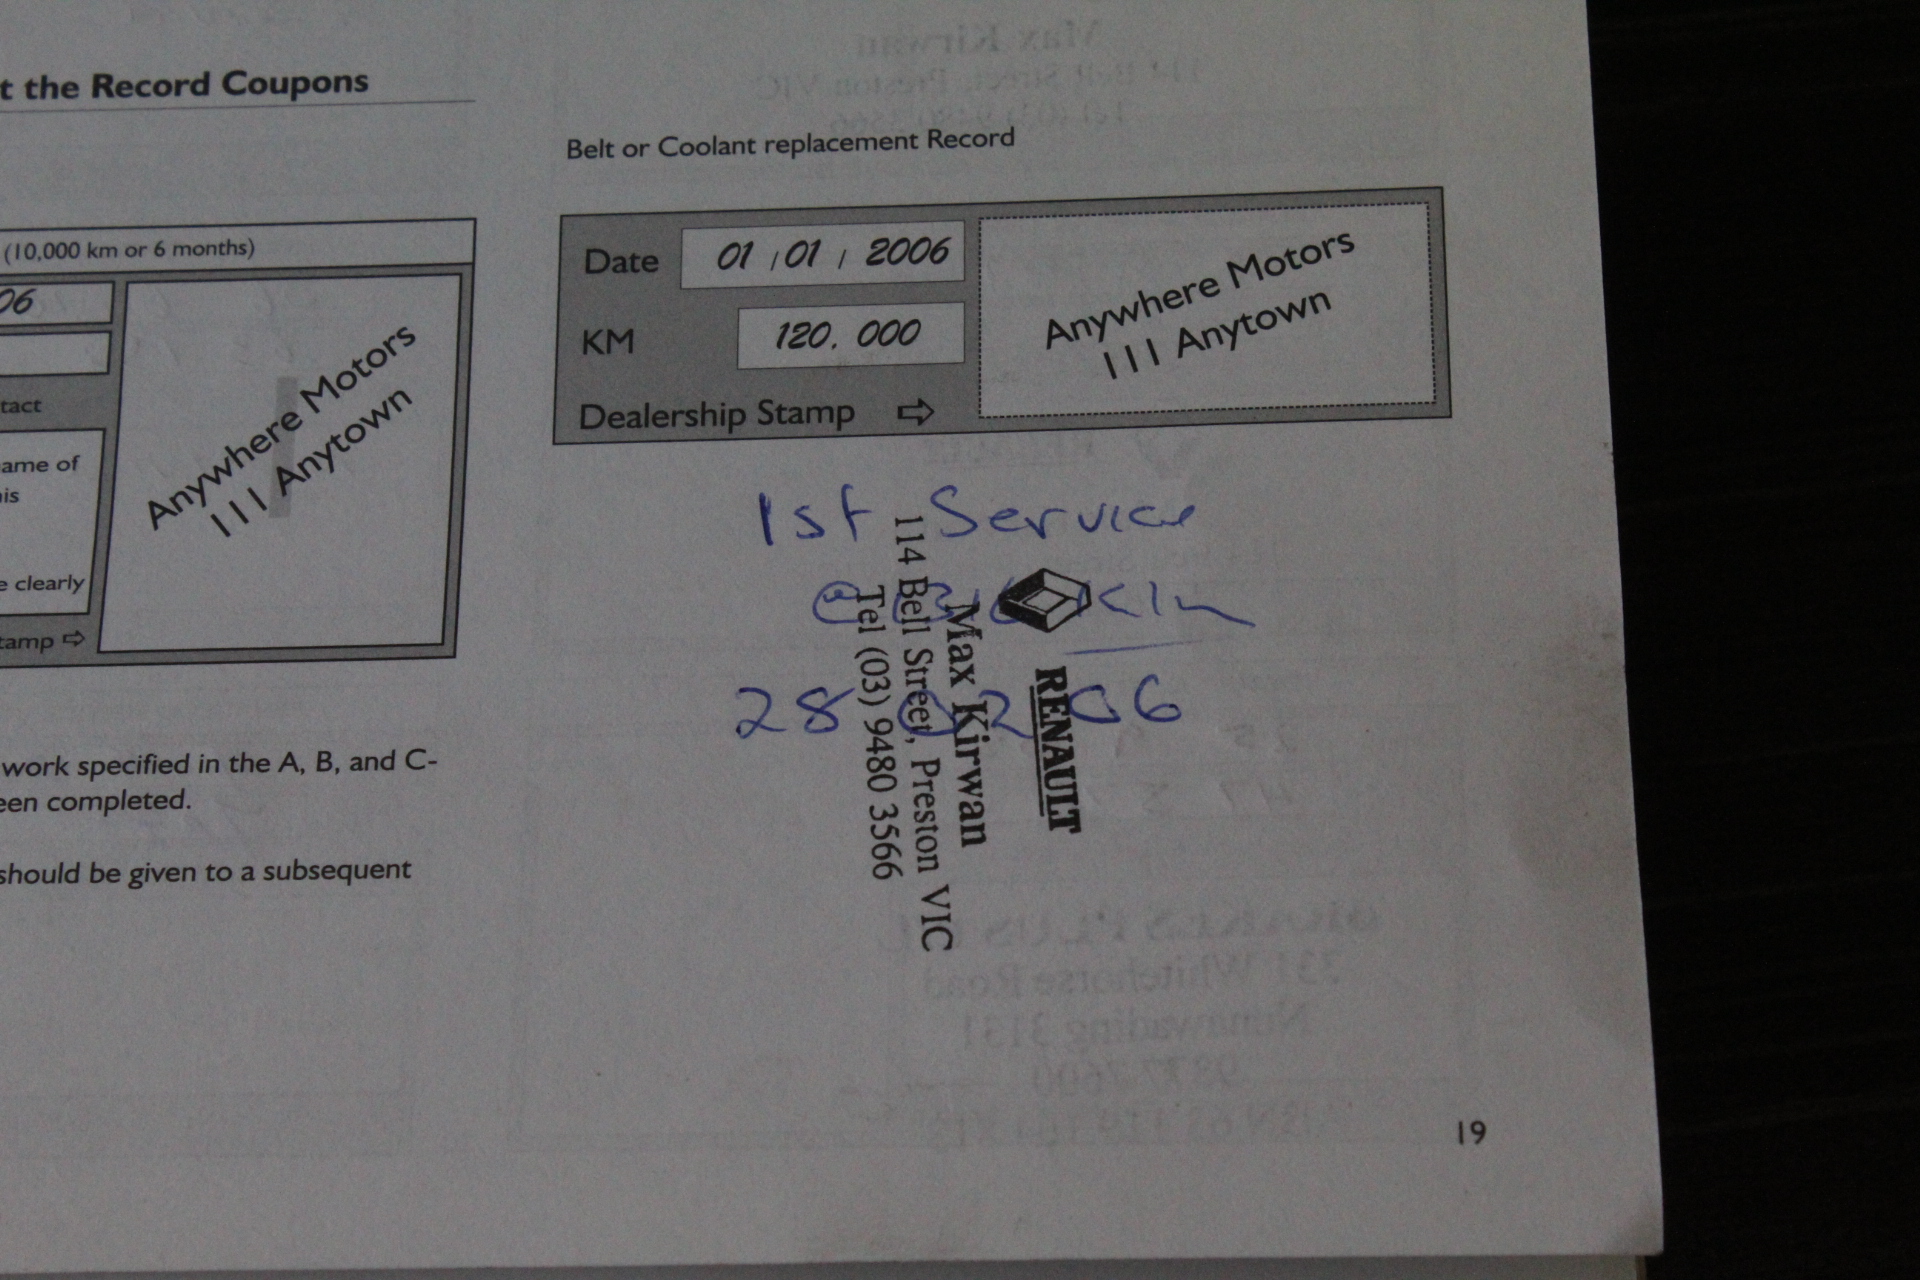 t the Record Coupons
(10,000 km or 6 months)
06
tact
ame of
is
e clearly
tamp ⇨
Anywhere Motors
111 Anytown
work specified in the A, B, and C-
een completed.
should be given to a subsequent
Belt or Coolant replacement Record
Date 01 / 01 / 2006
KM 120. 000
Dealership Stamp ⇨
Anywhere Motors
111 Anytown
1st Service
28 02 06
RENAULT
Max Kirwan
114 Bell Street, Preston VIC
Tel (03) 9480 3566
19